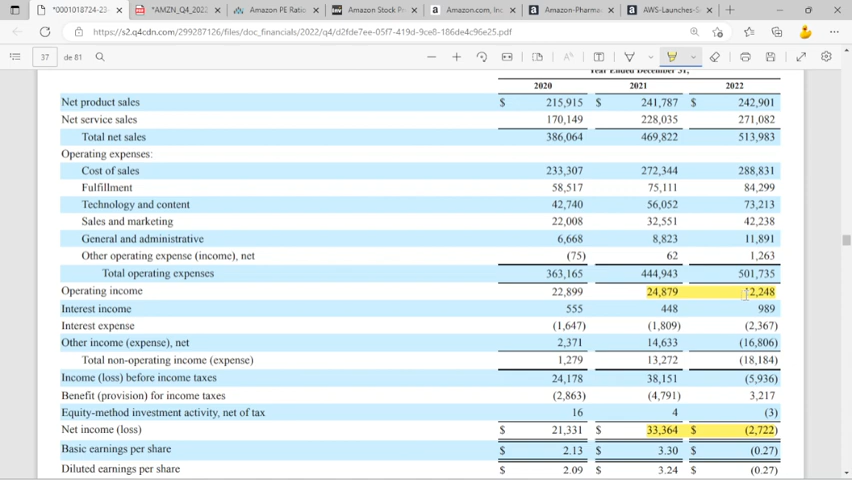 *0001018724-23-
*AMZN_Q4_2022
Amazon PE Ratio
Amazon Stock P
Amazon.com, Inc
Amazon-Pharma
AWS-Launches-S
https://s2.q4cdn.com/299287126/files/doc_financials/2022/q4/d2fde7ee-05f7-419d-9ce8-186de4c96e25.pdf
37 de 81
Year Ended December 31,
2020 2021 2022
Net product sales $ 215,915 $ 241,787 $ 242,901
Net service sales 170,149 228,035 271,082
Total net sales 386,064 469,822 513,983
Operating expenses:
Cost of sales 233,307 272,344 288,831
Fulfillment 58,517 75,111 84,299
Technology and content 42,740 56,052 73,213
Sales and marketing 22,008 32,551 42,238
General and administrative 6,668 8,823 11,891
Other operating expense (income), net (75) 62 1,263
Total operating expenses 363,165 444,943 501,735
Operating income 22,899 24,879 12,248
Interest income 555 448 989
Interest expense (1,647) (1,809) (2,367)
Other income (expense), net 2,371 14,633 (16,806)
Total non-operating income (expense) 1,279 13,272 (18,184)
Income (loss) before income taxes 24,178 38,151 (5,936)
Benefit (provision) for income taxes (2,863) (4,791) 3,217
Equity-method investment activity, net of tax 16 4 (3)
Net income (loss) $ 21,331 $ 33,364 $ (2,722)
Basic earnings per share $ 2.13 $ 3.30 $ (0.27)
Diluted earnings per share $ 2.09 $ 3.24 $ (0.27)